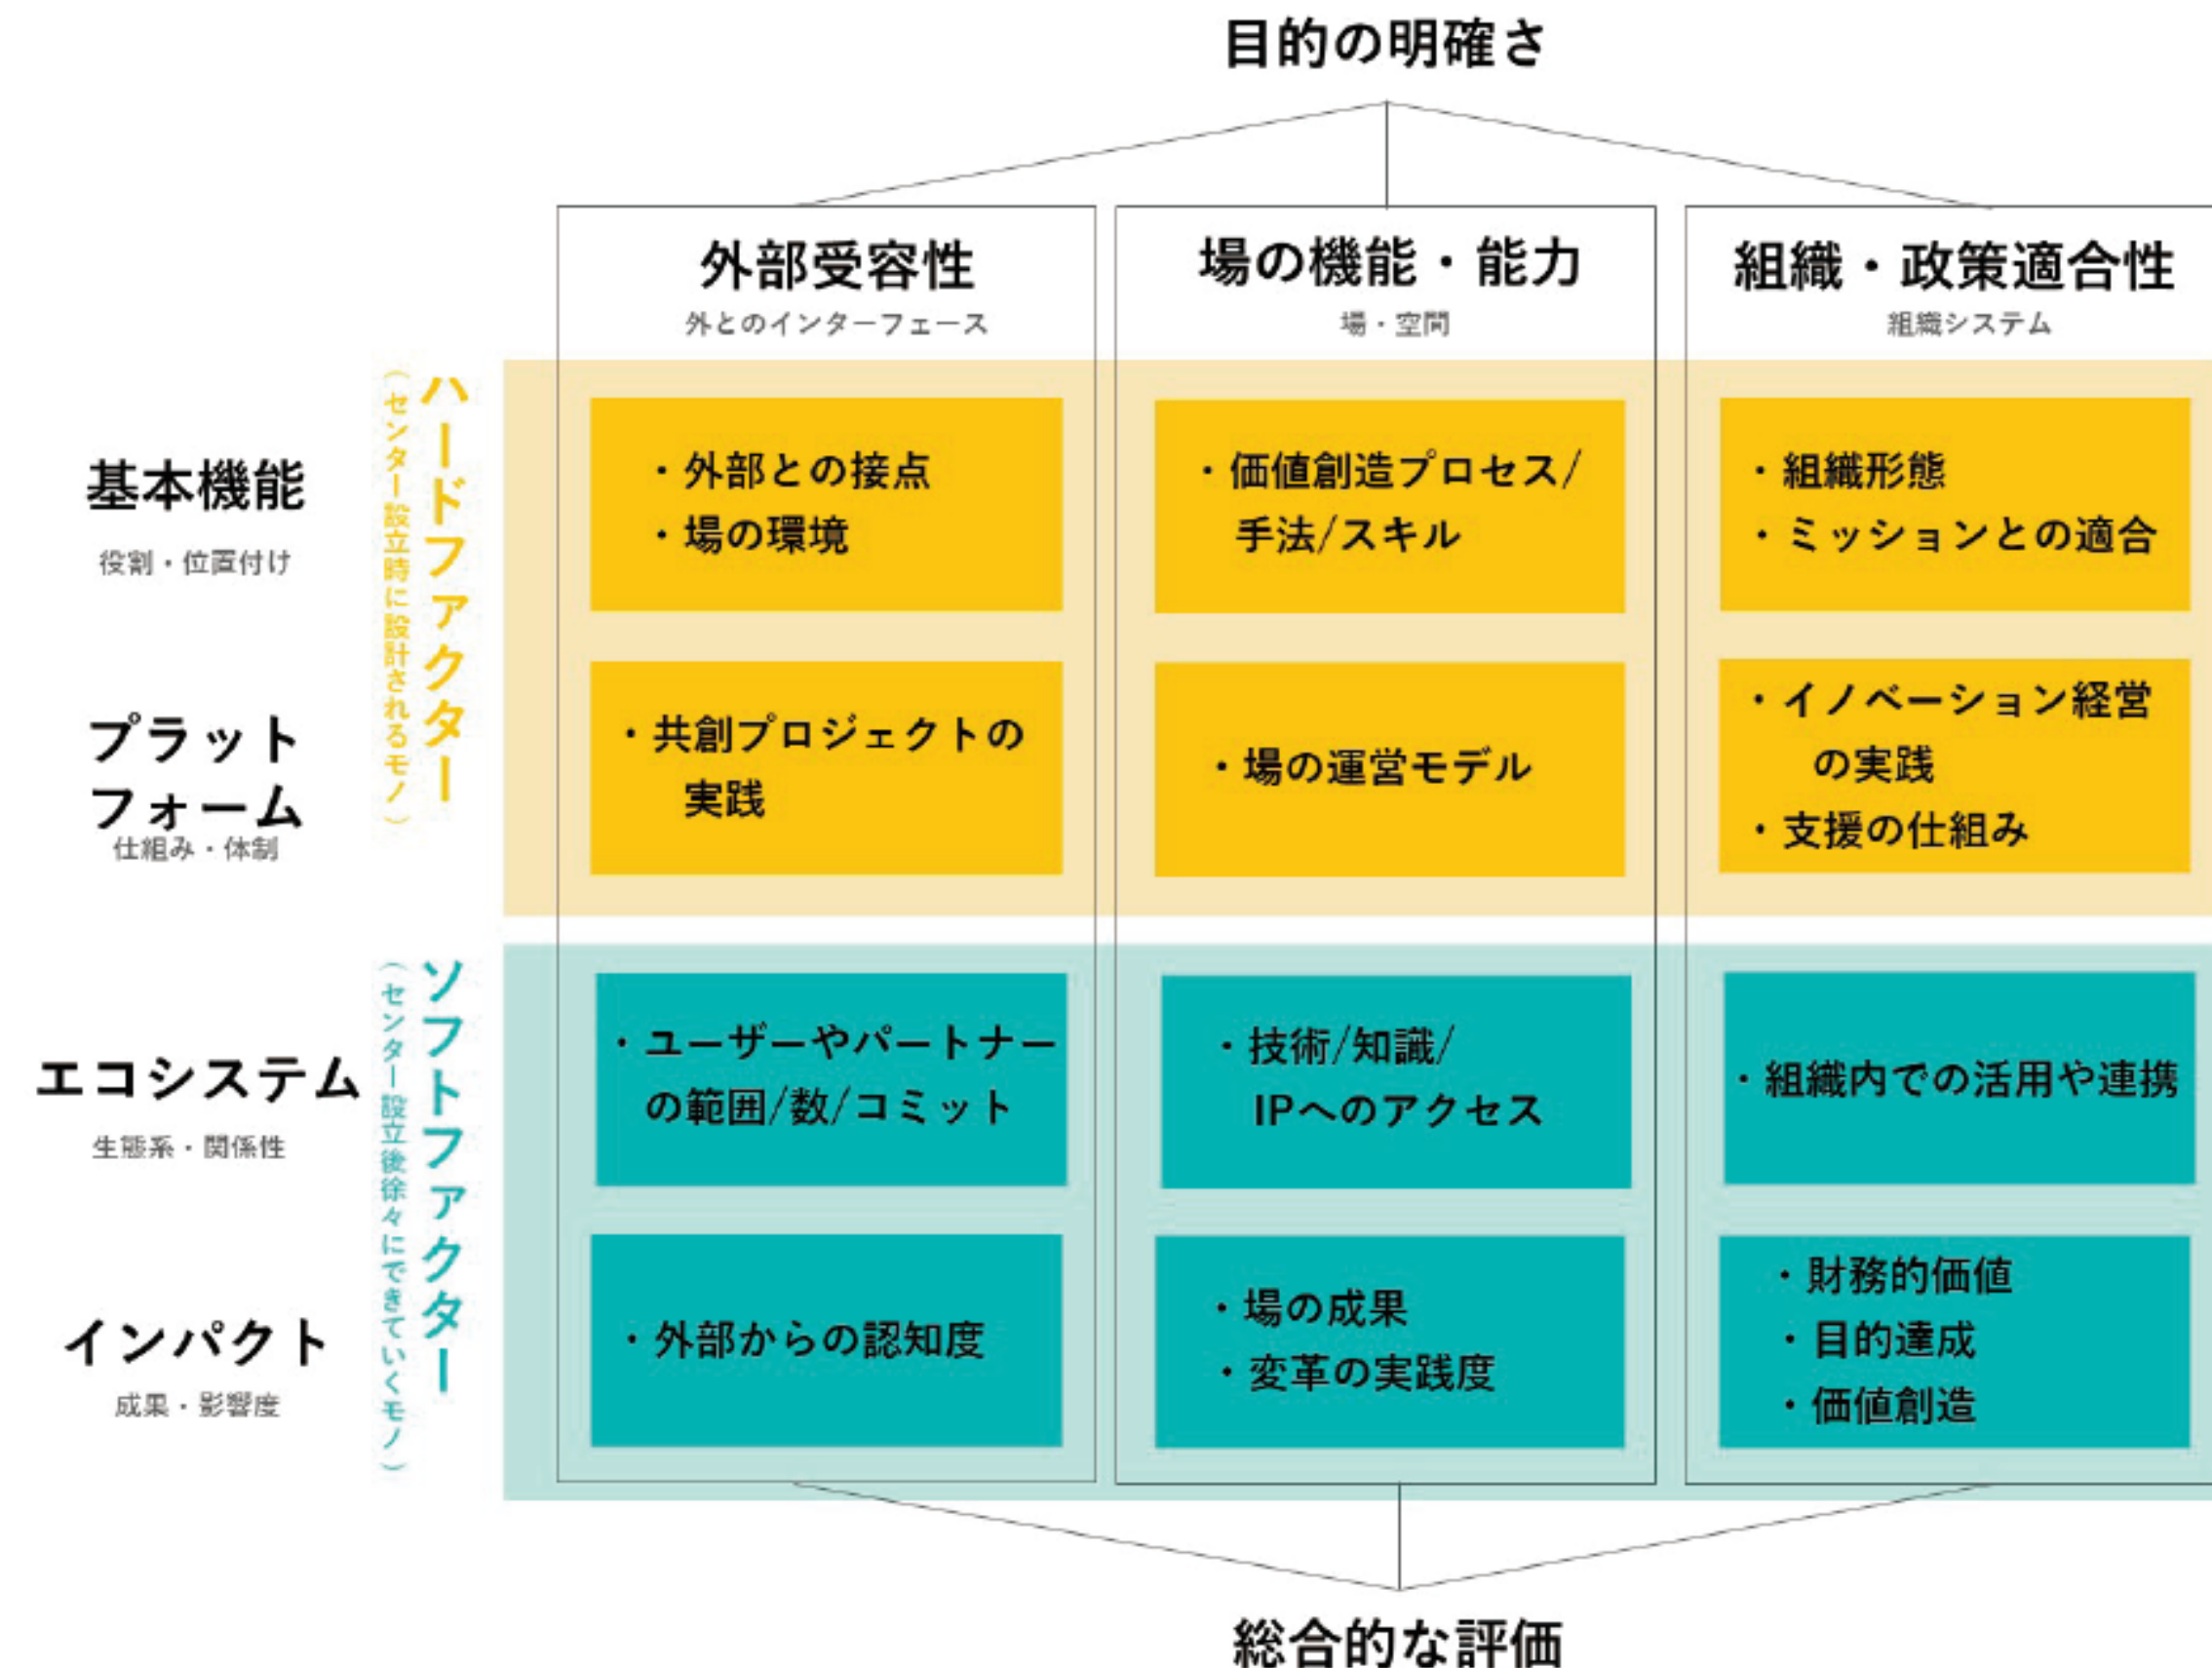 目的の明確さ
外部受容性
外とのインターフェース
場の機能・能力
場・空間
組織・政策適合性
組織システム
ハードファクター
（センター設立時に設計されるモノ）
基本機能
役割・位置付け
・外部との接点
・場の環境
・価値創造プロセス/
手法/スキル
・組織形態
・ミッションとの適合
プラット
フォーム
仕組み・体制
・共創プロジェクトの
実践
・場の運営モデル
・イノベーション経営
の実践
・支援の仕組み
ソフトファクター
（センター設立後徐々にできていくモノ）
エコシステム
生態系・関係性
・ユーザーやパートナー
の範囲/数/コミット
・技術/知識/
IPへのアクセス
・組織内での活用や連携
インパクト
成果・影響度
・外部からの認知度
・場の成果
・変革の実践度
・財務的価値
・目的達成
・価値創造
総合的な評価